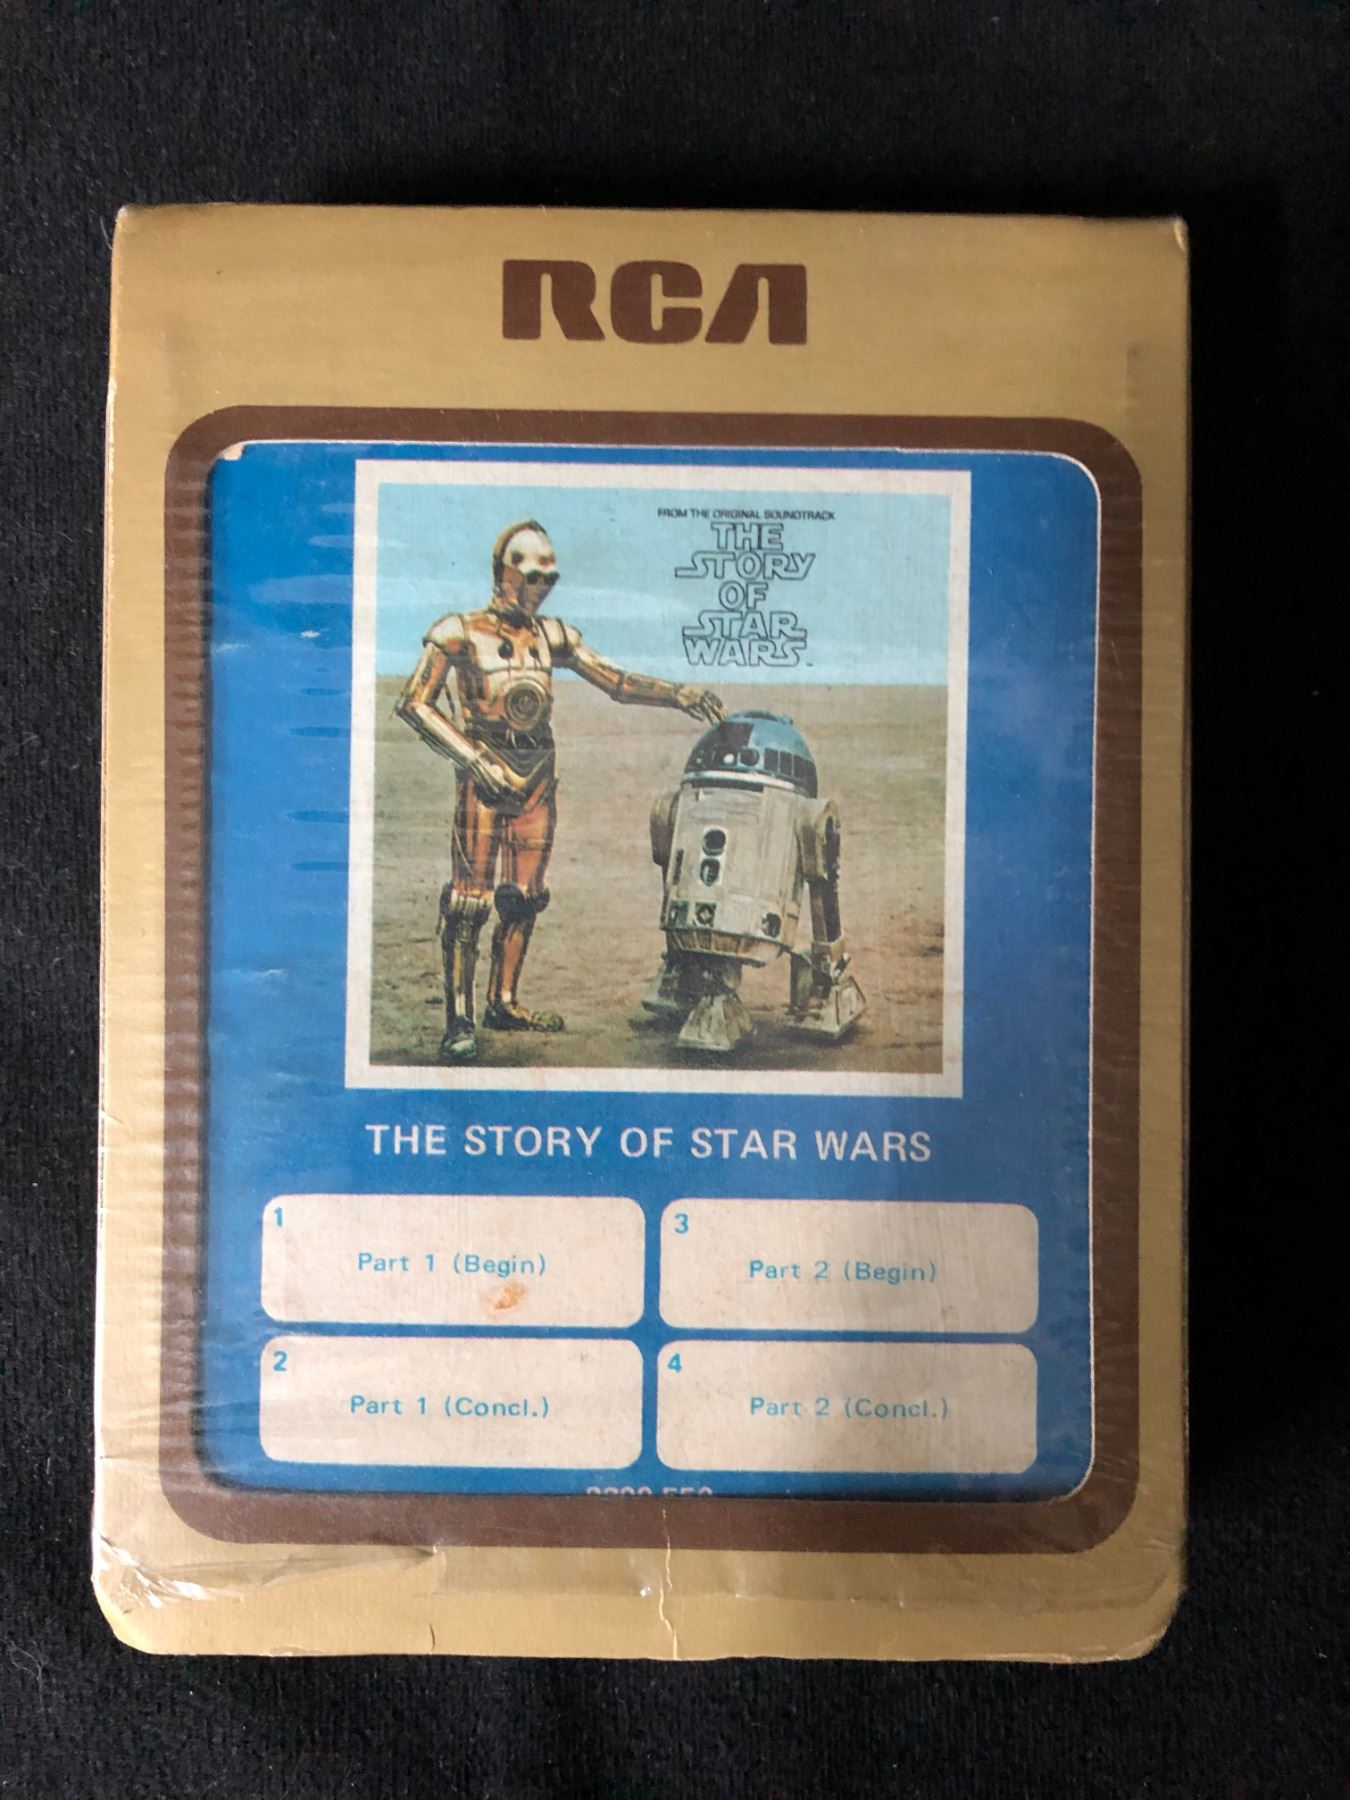 RCA
FROM THE ORIGINAL SOUNDTRACK
THE
STORY
OF
STAR
WARS
THE STORY OF STAR WARS
1
Part 1 (Begin)
3
Part 2 (Begin)
2
Part 1 (Concl.)
4
Part 2 (Concl.)